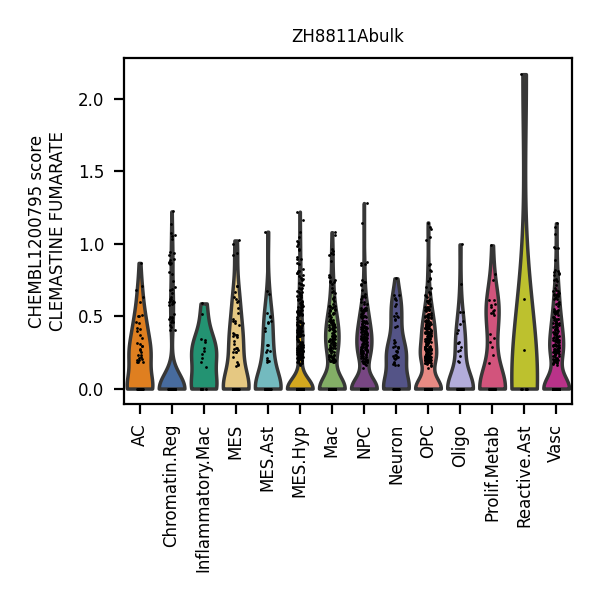 ZH8811Abulk
CHEMBL1200795 score
CLEMASTINE FUMARATE
2.0
1.5
1.0
0.5
0.0
AC
Chromatin.Reg
Inflammatory.Mac
MES
MES.Ast
MES.Hyp
Mac
NPC
Neuron
OPC
Oligo
Prolif.Metab
Reactive.Ast
Vasc